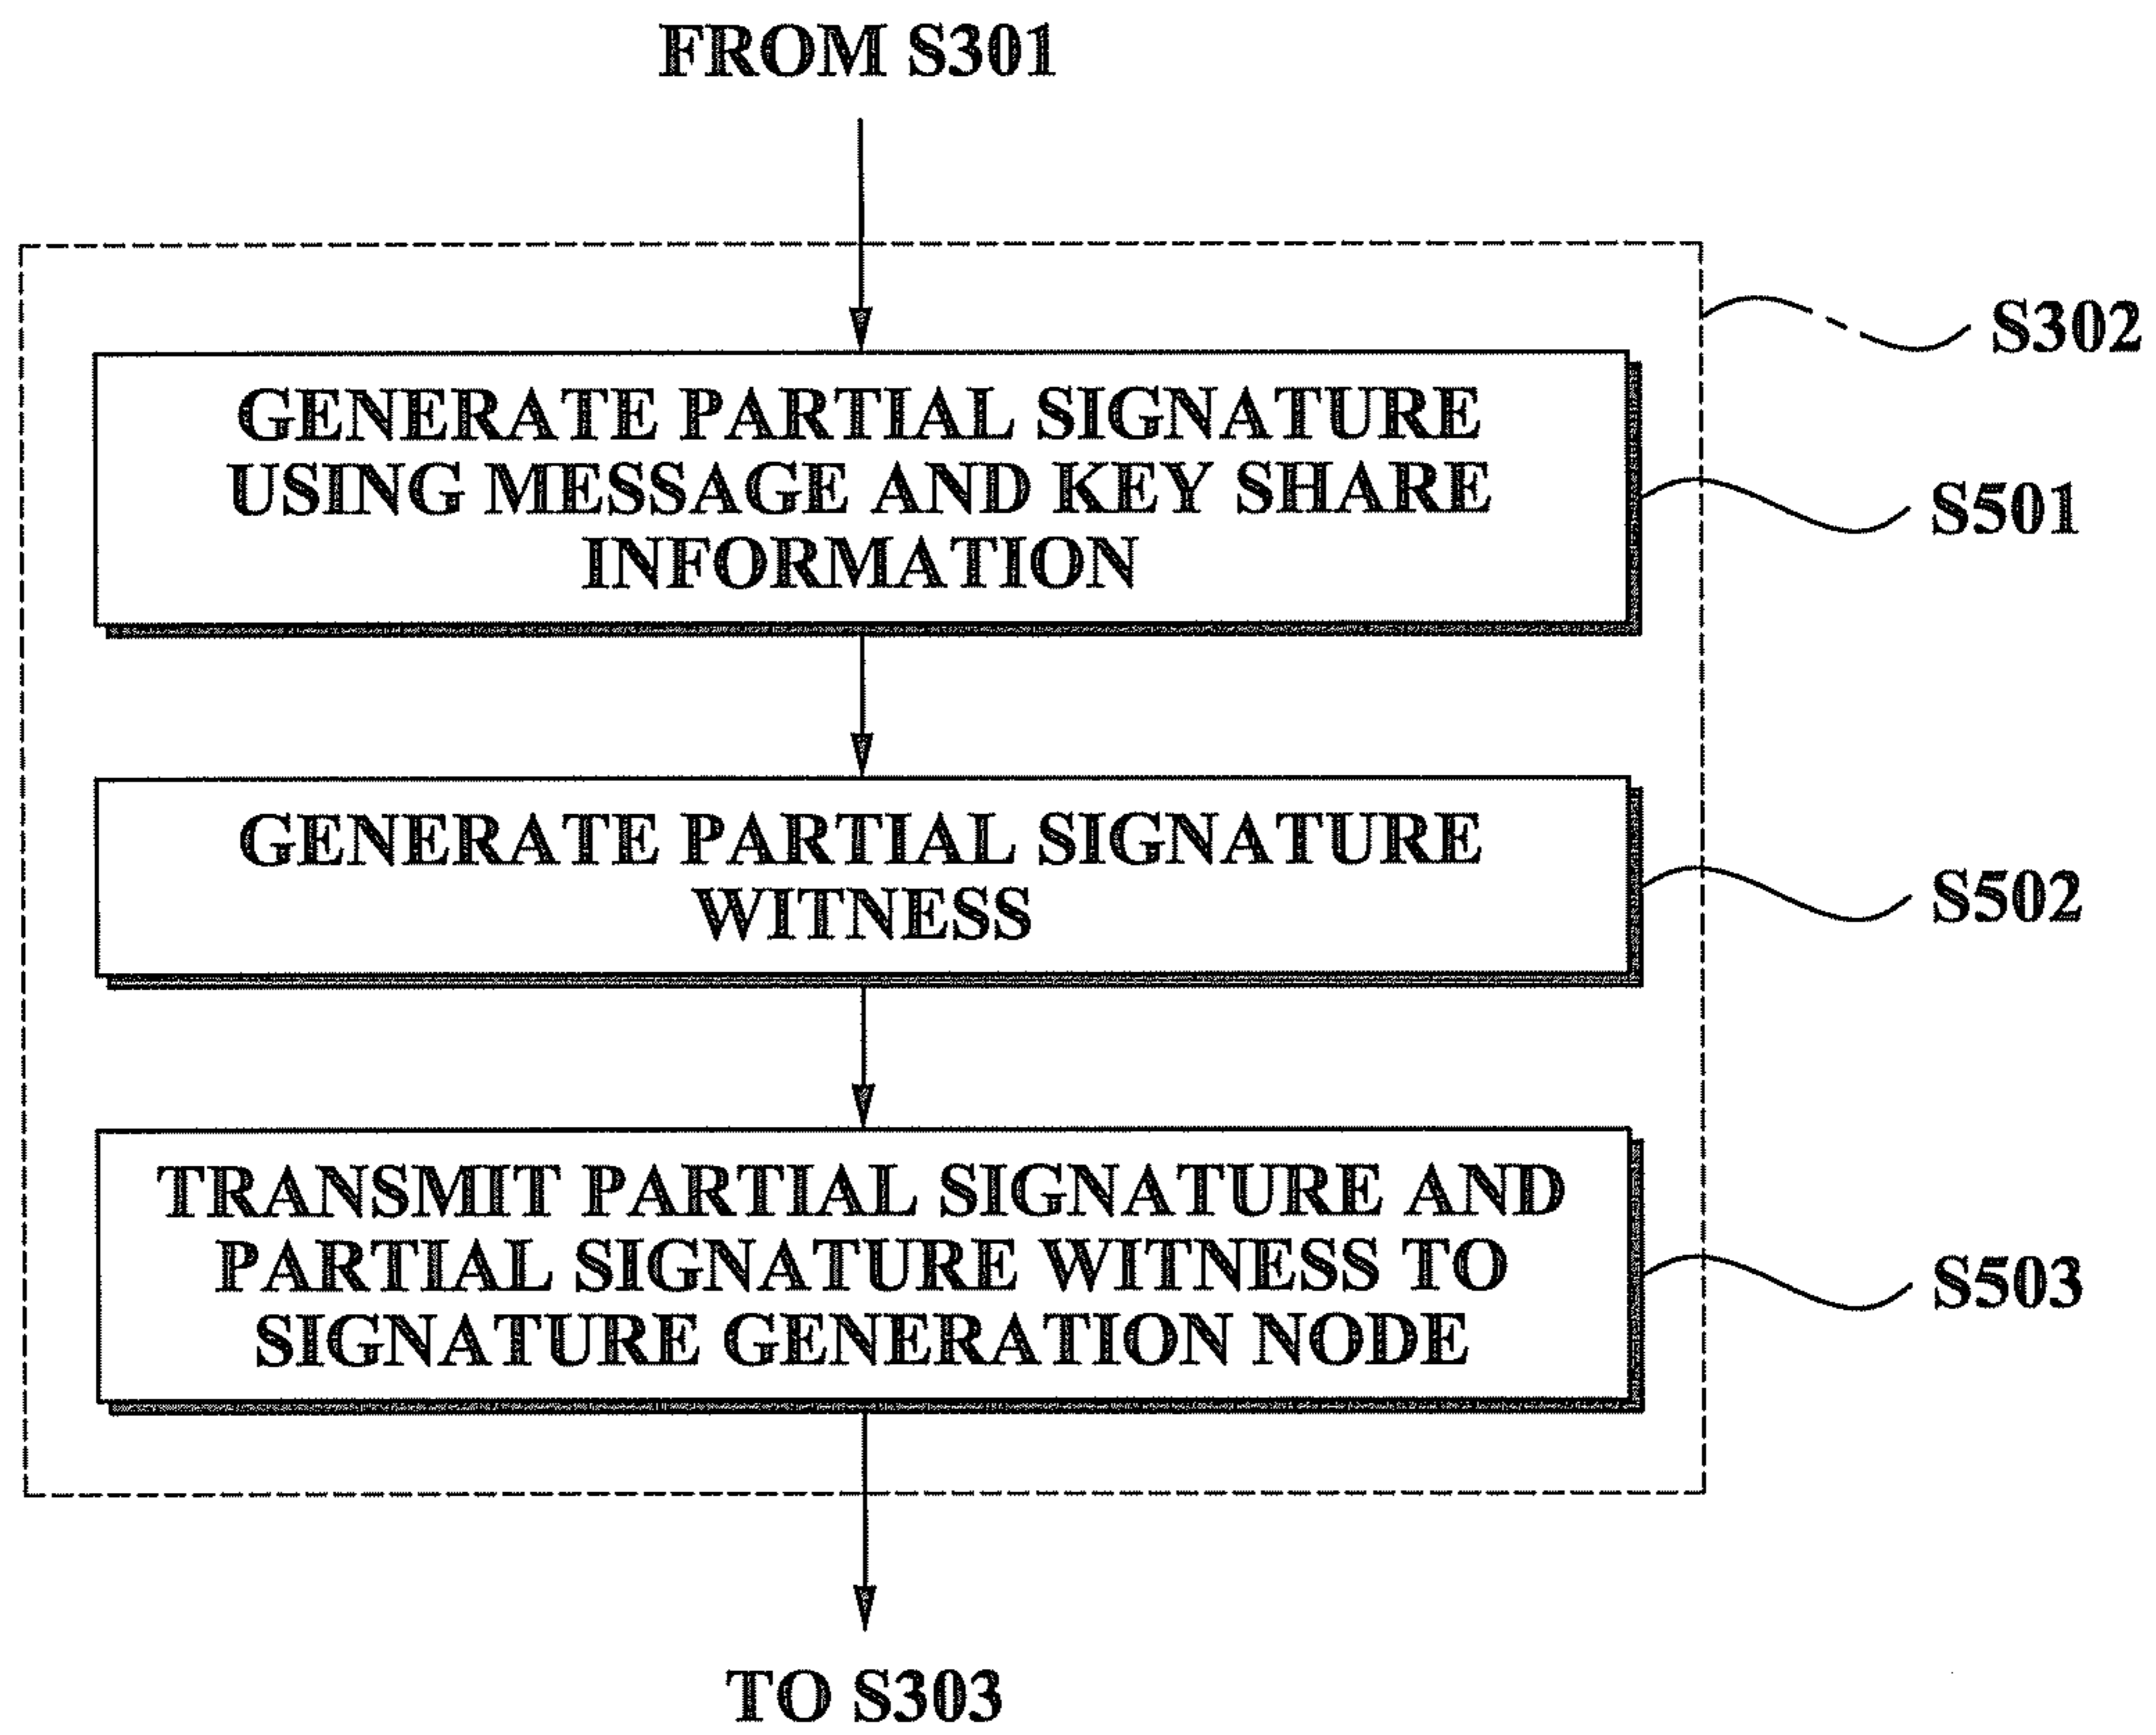 FROM S301
S302
GENERATE PARTIAL SIGNATURE
USING MESSAGE AND KEY SHARE
INFORMATION
S501
GENERATE PARTIAL SIGNATURE
WITNESS
S502
TRANSMIT PARTIAL SIGNATURE AND
PARTIAL SIGNATURE WITNESS TO
SIGNATURE GENERATION NODE
S503
TO S303